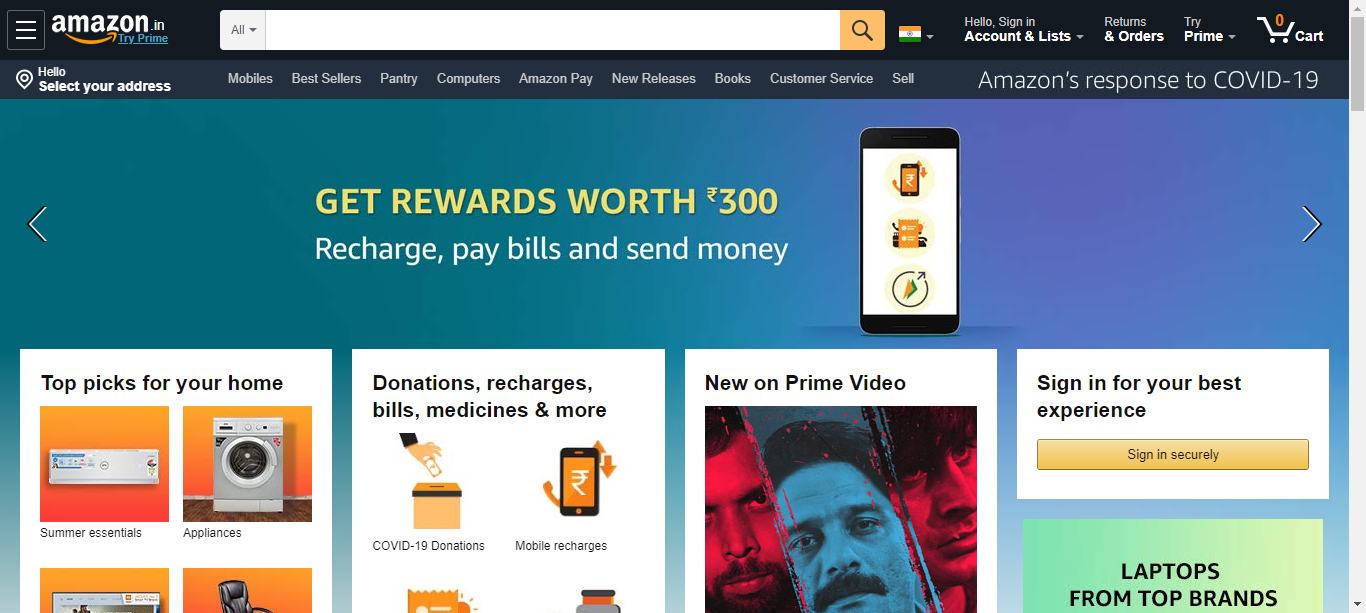 amazon.in
Try Prime
All
Hello, Sign in
Account & Lists
Returns
& Orders
Try
Prime
0
Cart
Hello
Select your address
Mobiles
Best Sellers
Pantry
Computers
Amazon Pay
New Releases
Books
Customer Service
Sell
Amazon's response to COVID-19
GET REWARDS WORTH ₹300
Recharge, pay bills and send money
₹
Top picks for your home
Summer essentials
Appliances
Donations, recharges,
bills, medicines & more
₹
COVID-19 Donations
Mobile recharges
New on Prime Video
Sign in for your best
experience
Sign in securely
LAPTOPS
FROM TOP BRANDS